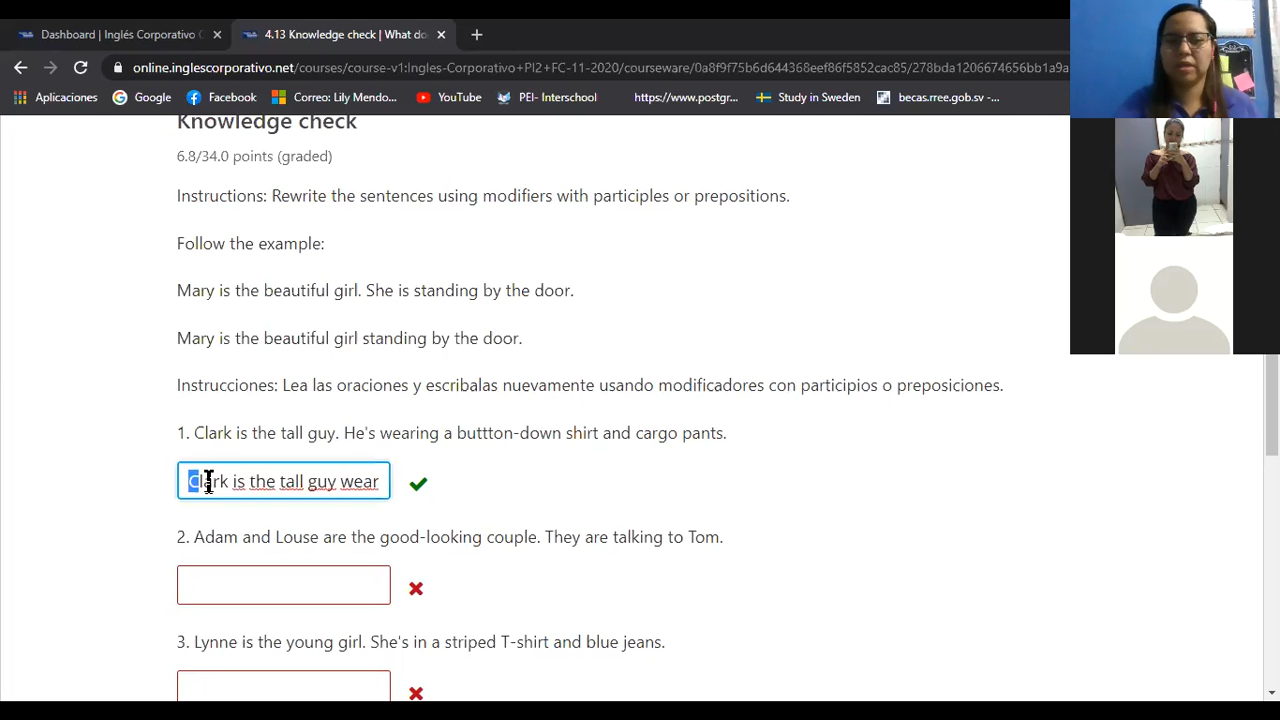 Dashboard | Inglés Corporativo C
4.13 Knowledge check | What do
online.inglescorporativo.net/courses/course-v1:Ingles-Corporativo+PI2+FC-11-2020/courseware/0a8f9f75b6d644368eef86f5852cac85/278bda1206674656bb1a9a
Aplicaciones
Google
Facebook
Correo: Lily Mendo...
YouTube
PEI- Interschool
https://www.postgr...
Study in Sweden
becas.rree.gob.sv -...
Knowledge check
6.8/34.0 points (graded)
Instructions: Rewrite the sentences using modifiers with participles or prepositions.
Follow the example:
Mary is the beautiful girl. She is standing by the door.
Mary is the beautiful girl standing by the door.
Instrucciones: Lea las oraciones y escribalas nuevamente usando modificadores con participios o preposiciones.
1. Clark is the tall guy. He's wearing a buttton-down shirt and cargo pants.
Clark is the tall guy wear
2. Adam and Louse are the good-looking couple. They are talking to Tom.
3. Lynne is the young girl. She's in a striped T-shirt and blue jeans.